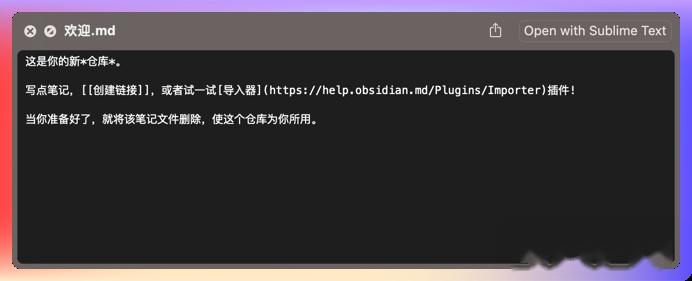 欢迎.md
Open with Sublime Text
这是你的新*仓库*。
写点笔记，[[创建链接]]，或者试一试[导入器](https://help.obsidian.md/Plugins/Importer)插件!
当你准备好了，就将该笔记文件删除，使这个仓库为你所用。